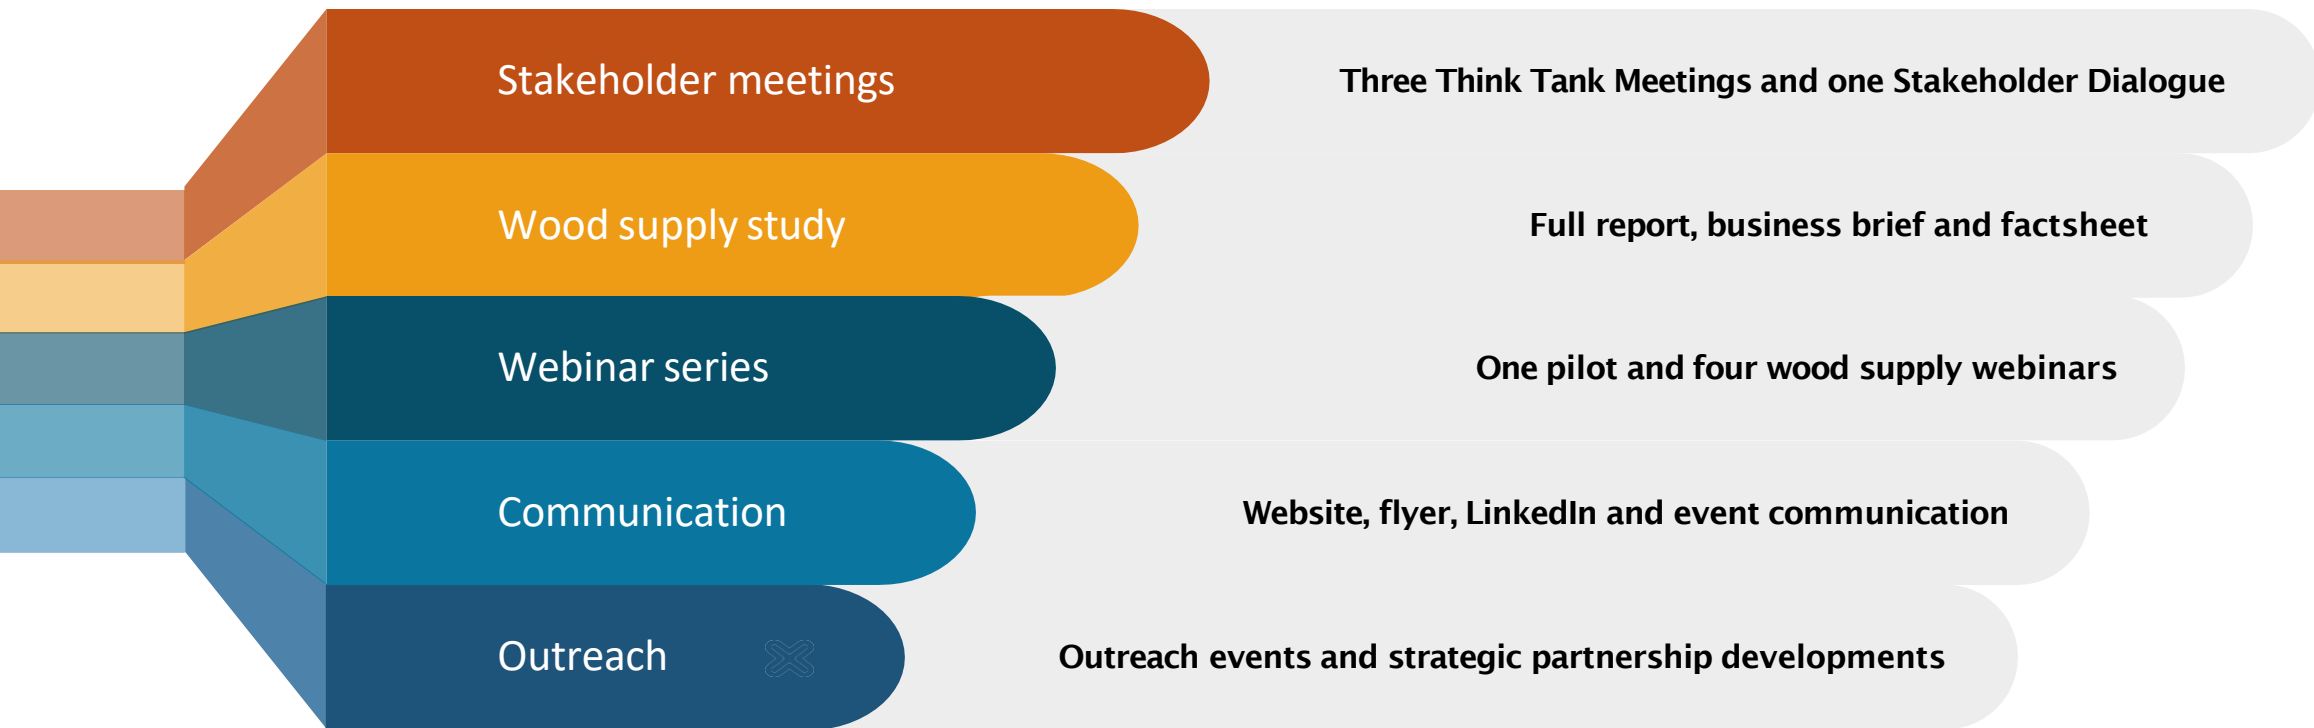 Stakeholder meetings
Three Think Tank Meetings and one Stakeholder Dialogue
Wood supply study
Full report, business brief and factsheet
Webinar series
One pilot and four wood supply webinars
Communication
Website, flyer, LinkedIn and event communication
Outreach
Outreach events and strategic partnership developments